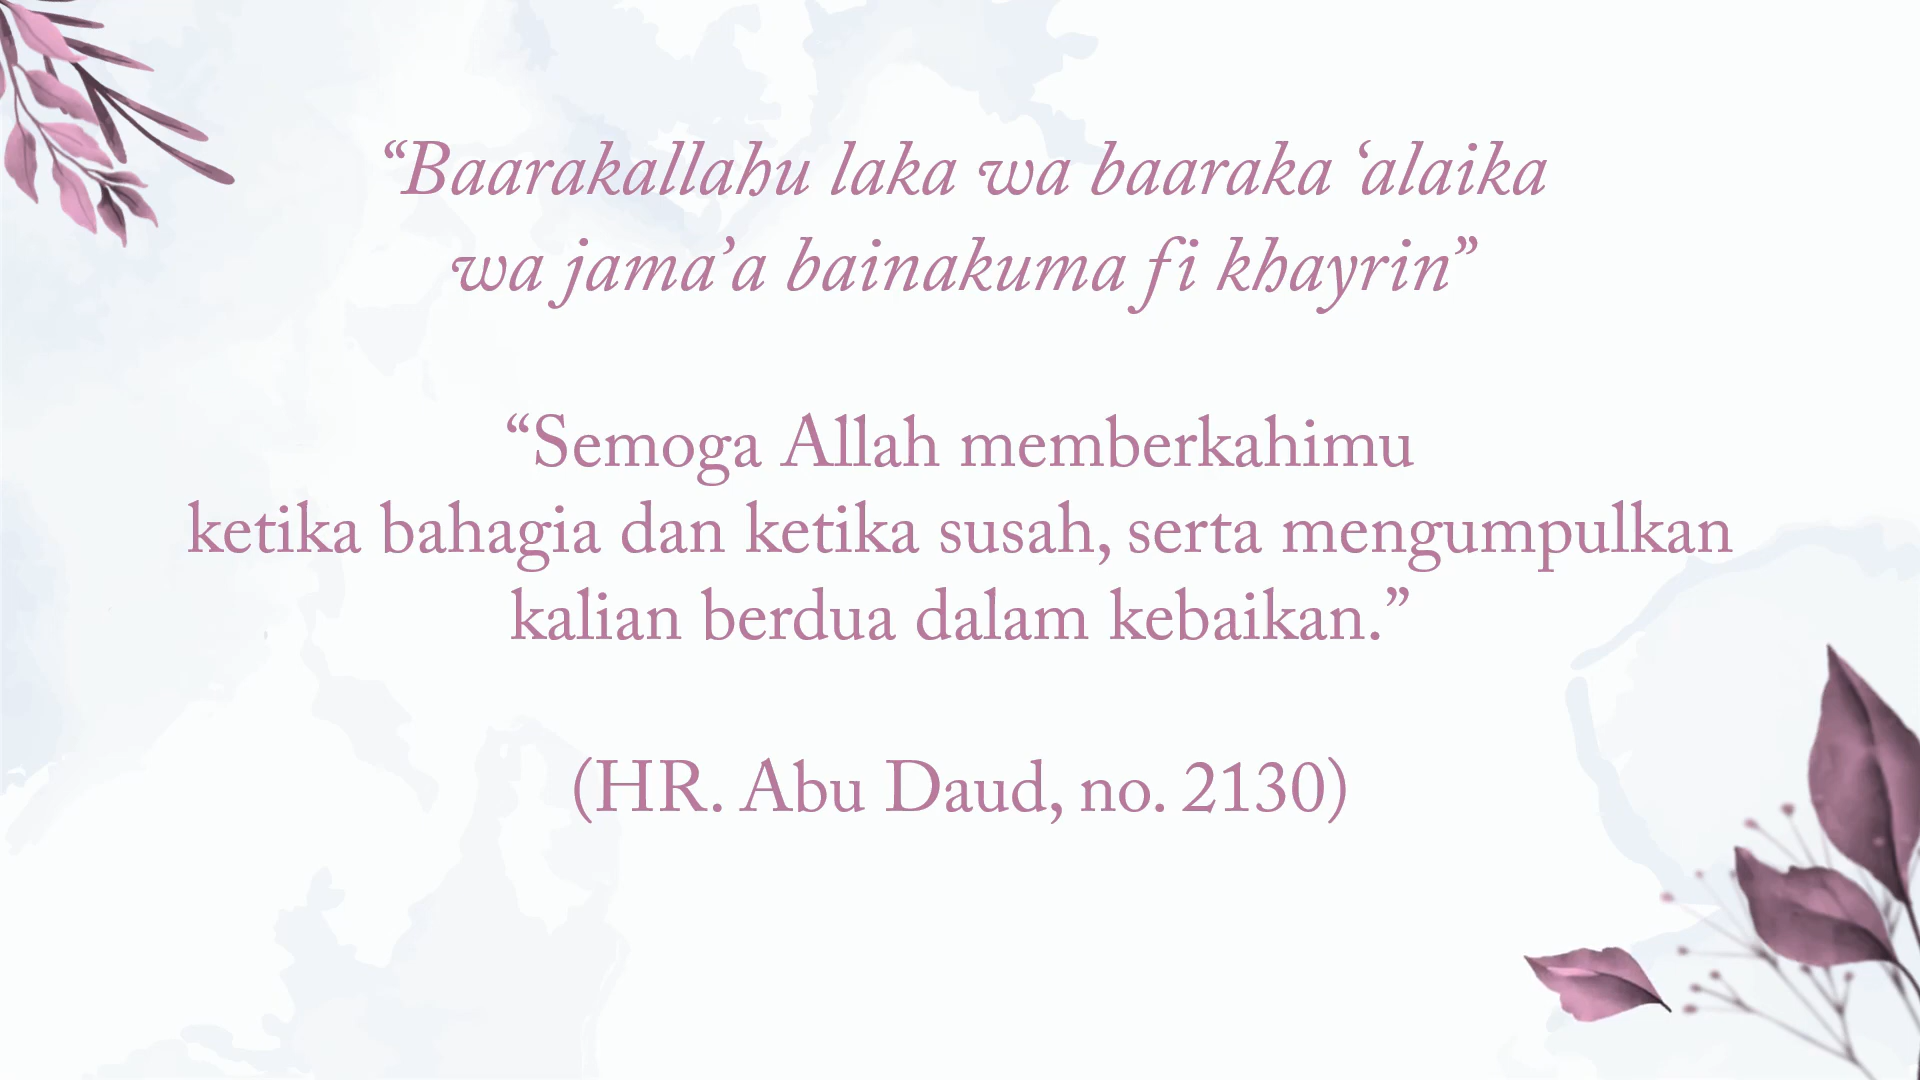 “Baarakallahu laka wa baaraka ‘alaika
wa jama’a bainakuma fi khayrin”
“Semoga Allah memberkahimu
ketika bahagia dan ketika susah, serta mengumpulkan
kalian berdua dalam kebaikan.”
(HR. Abu Daud, no. 2130)